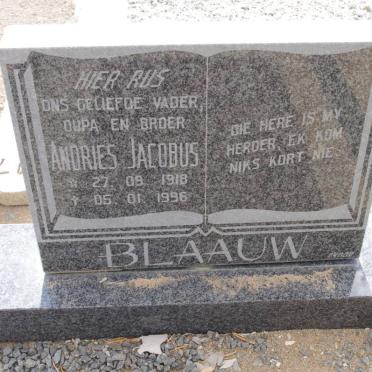 HIER RUS
ONS GELIEFDE VADER,
OUPA EN BROER
ANDRIES JACOBUS
* 27. 09. 1918
† 05. 01. 1996
DIE HERE IS MY
HERDER, EK KOM
NIKS KORT NIE.
BLAAUW